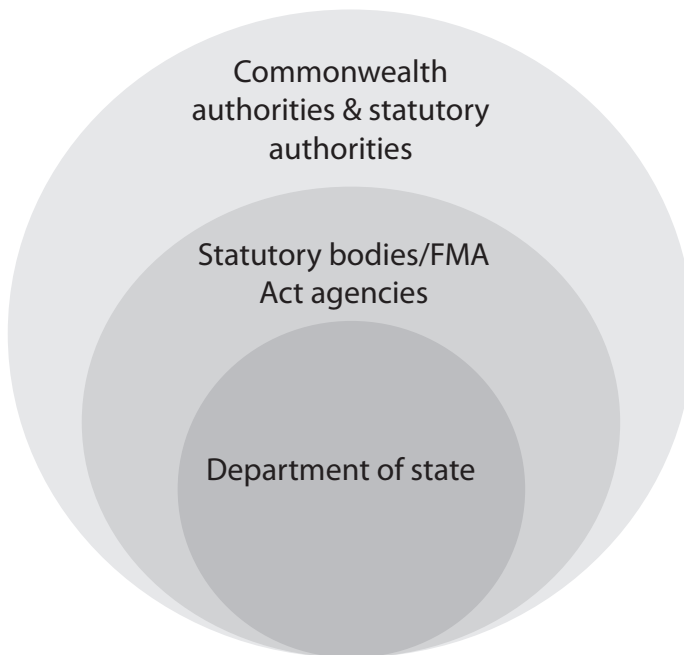 Commonwealth
authorities & statutory
authorities
Statutory bodies/FMA
Act agencies
Department of state